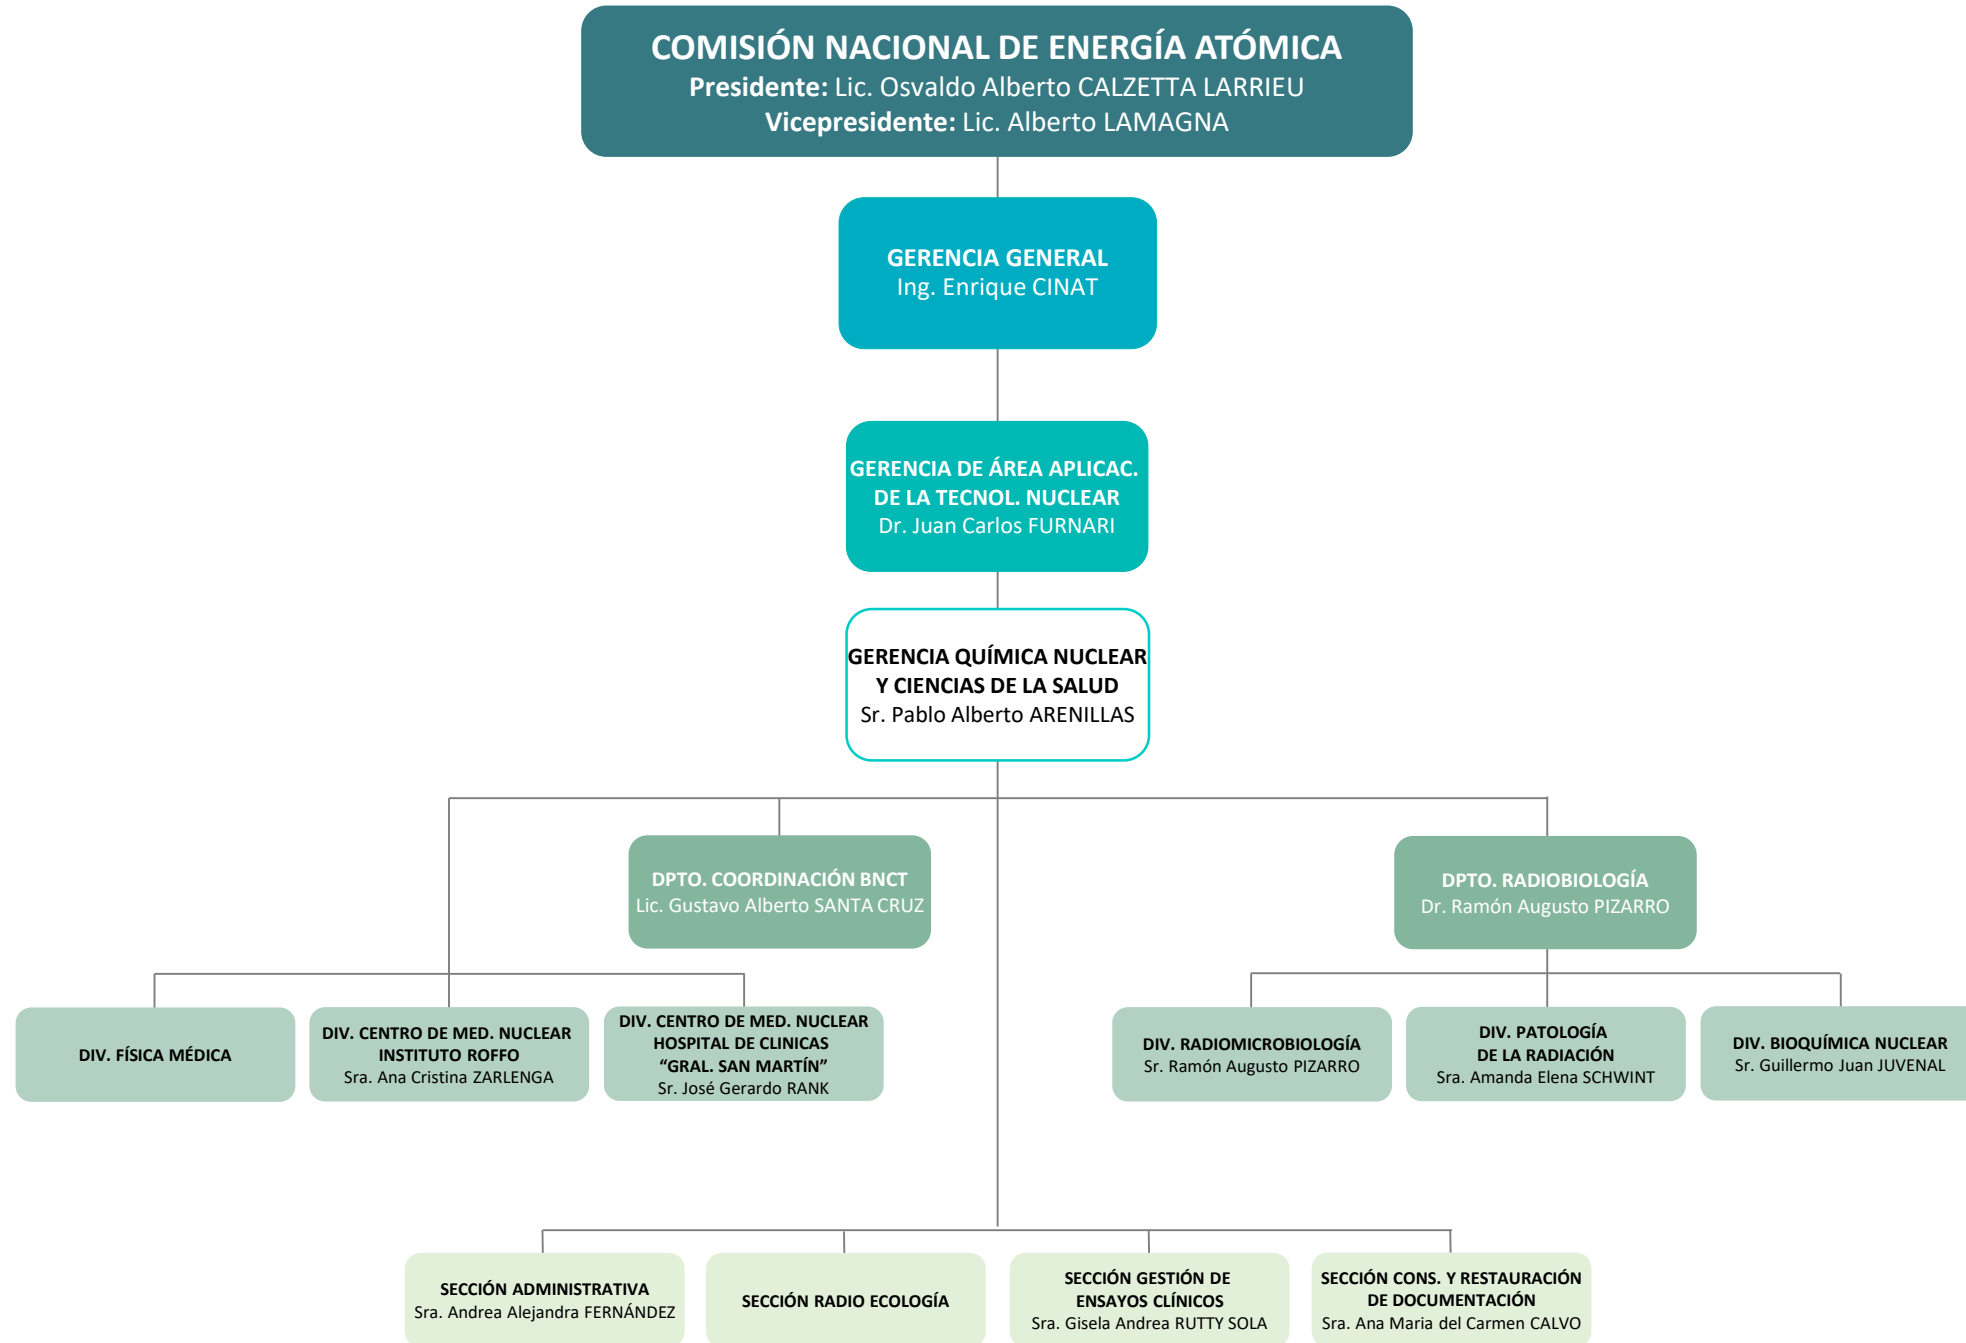 COMISIÓN NACIONAL DE ENERGÍA ATÓMICA
Presidente: Lic. Osvaldo Alberto CALZETTA LARRIEU
Vicepresidente: Lic. Alberto LAMAGNA
GERENCIA GENERAL
Ing. Enrique CINAT
GERENCIA DE ÁREA APLICAC.
DE LA TECNOL. NUCLEAR
Dr. Juan Carlos FURNARI
GERENCIA QUÍMICA NUCLEAR
Y CIENCIAS DE LA SALUD
Sr. Pablo Alberto ARENILLAS
DPTO. COORDINACIÓN BNCT
Lic. Gustavo Alberto SANTA CRUZ
DPTO. RADIOBIOLOGÍA
Dr. Ramón Augusto PIZARRO
DIV. FÍSICA MÉDICA
DIV. CENTRO DE MED. NUCLEAR
INSTITUTO ROFFO
Sra. Ana Cristina ZARLENGA
DIV. CENTRO DE MED. NUCLEAR
HOSPITAL DE CLINICAS
“GRAL. SAN MARTÍN”
Sr. José Gerardo RANK
DIV. RADIOMICROBIOLOGÍA
Sr. Ramón Augusto PIZARRO
DIV. PATOLOGÍA
DE LA RADIACIÓN
Sra. Amanda Elena SCHWINT
DIV. BIOQUÍMICA NUCLEAR
Sr. Guillermo Juan JUVENAL
SECCIÓN ADMINISTRATIVA
Sra. Andrea Alejandra FERNÁNDEZ
SECCIÓN RADIO ECOLOGÍA
SECCIÓN GESTIÓN DE
ENSAYOS CLÍNICOS
Sra. Gisela Andrea RUTTY SOLA
SECCIÓN CONS. Y RESTAURACIÓN
DE DOCUMENTACIÓN
Sra. Ana Maria del Carmen CALVO